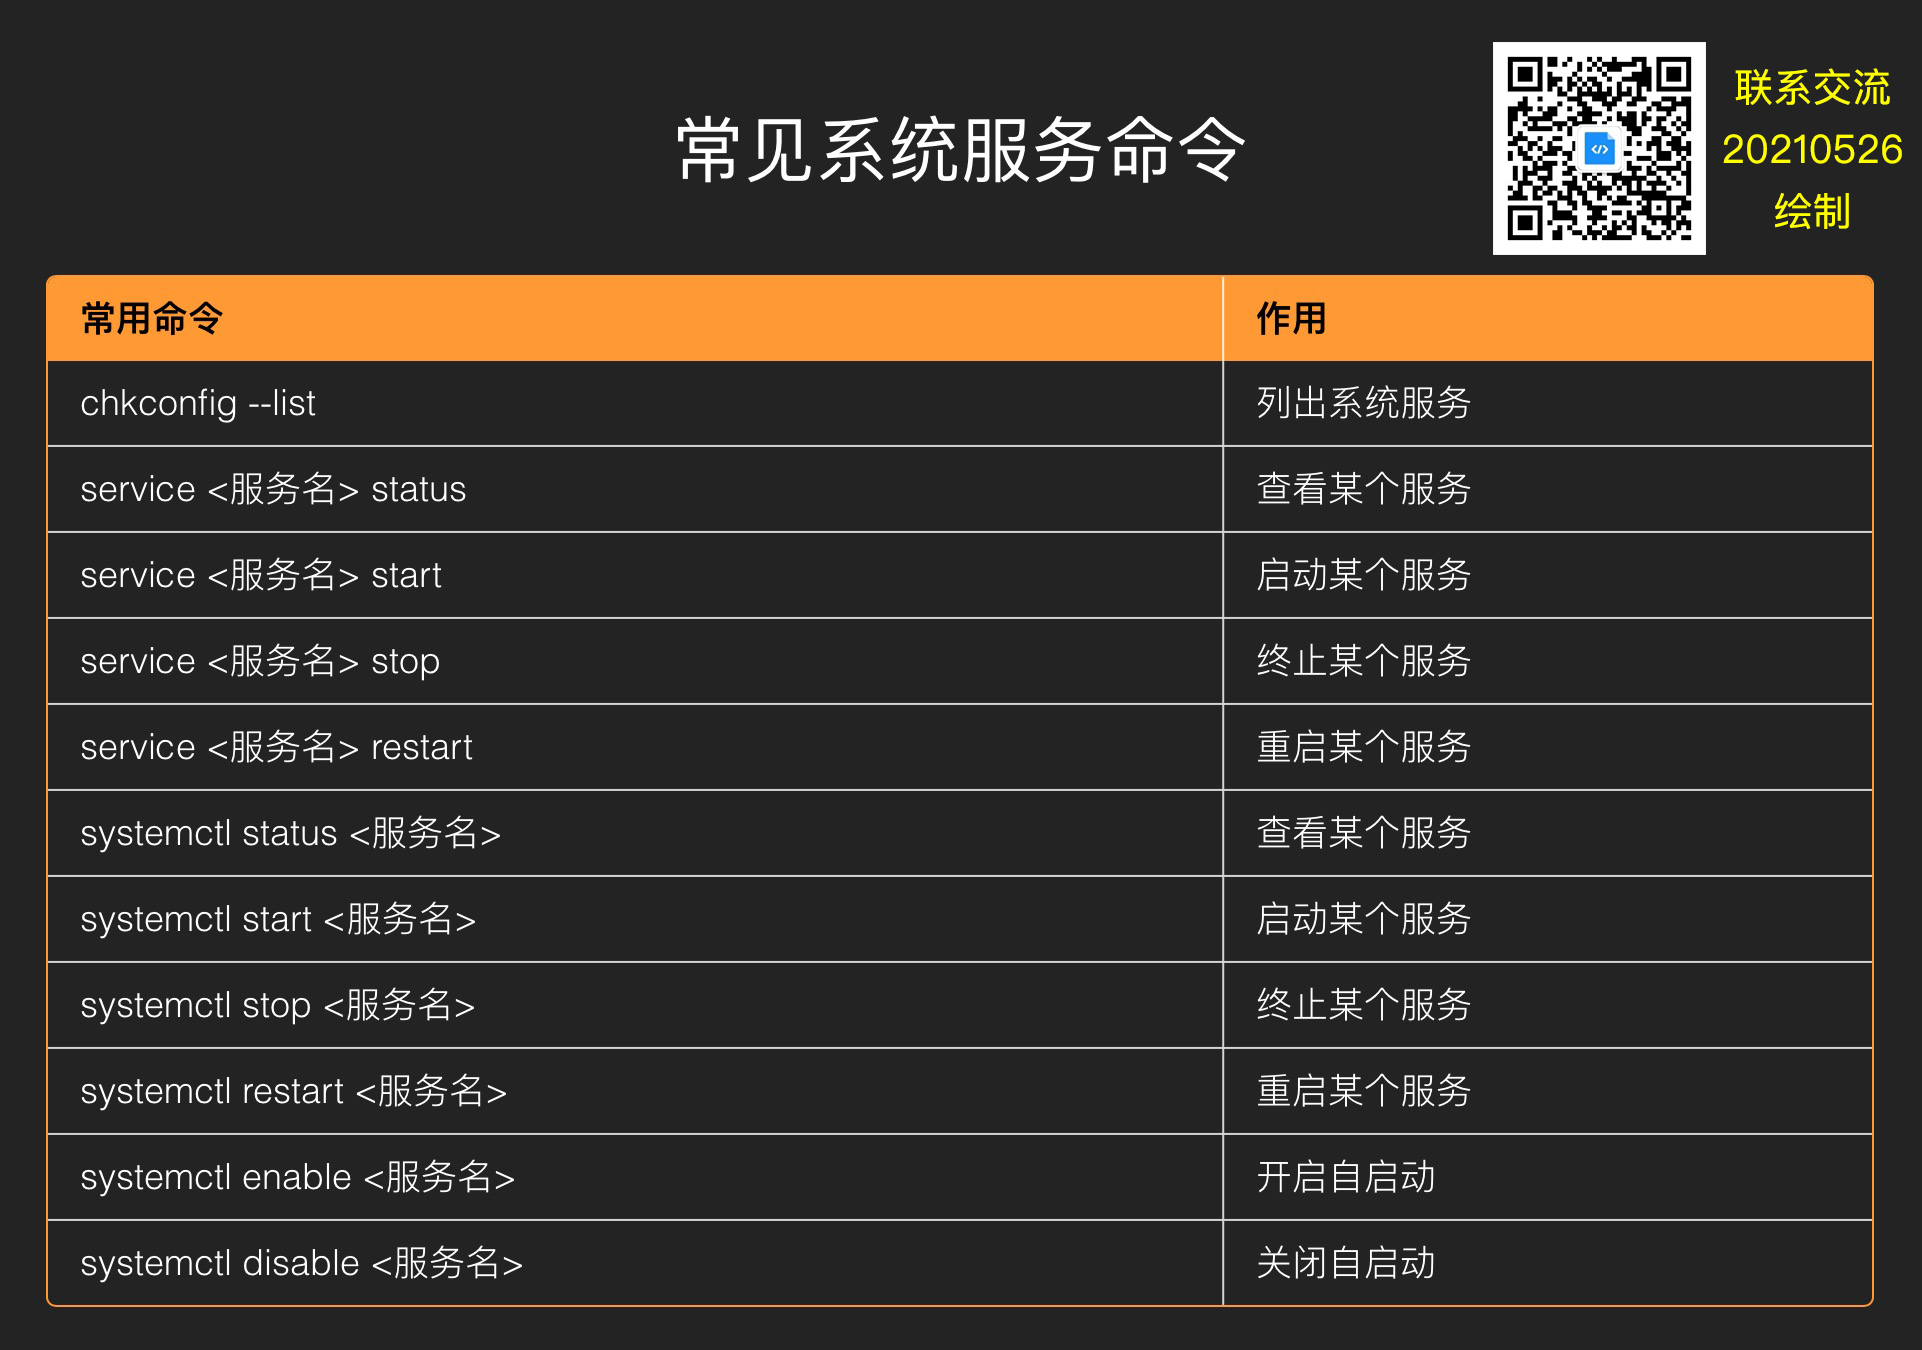 常见系统服务命令
联系交流
20210526
绘制
常用命令 作用
chkconfig --list 列出系统服务
service <服务名> status 查看某个服务
service <服务名> start 启动某个服务
service <服务名> stop 终止某个服务
service <服务名> restart 重启某个服务
systemctl status <服务名> 查看某个服务
systemctl start <服务名> 启动某个服务
systemctl stop <服务名> 终止某个服务
systemctl restart <服务名> 重启某个服务
systemctl enable <服务名> 开启自启动
systemctl disable <服务名> 关闭自启动